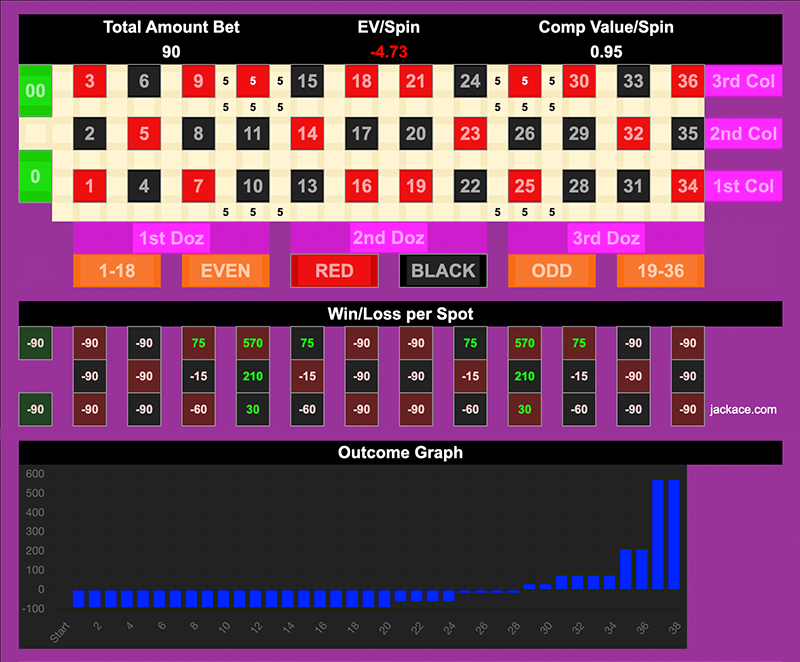 Total Amount Bet EV/Spin Comp Value/Spin
90 -4.73 0.95
00 3 6 9 5 5 5 15 18 21 24 5 5 5 30 33 36 3rd Col
5 5 5 5 5 5
2 5 8 11 14 17 20 23 26 29 32 35 2nd Col
0 1 4 7 10 13 16 19 22 25 28 31 34 1st Col
5 5 5 5 5 5
1st Doz 2nd Doz 3rd Doz
1-18 EVEN RED BLACK ODD 19-36
Win/Loss per Spot
-90 -90 -90 75 570 75 -90 -90 75 570 75 -90 -90
-90 -90 -15 210 -15 -90 -90 -15 210 -15 -90 -90
-90 -90 -90 -60 30 -60 -90 -90 -60 30 -60 -90 -90 jackace.com
Outcome Graph
600
500
400
300
200
100
0
-100
Start 2 4 6 8 10 12 14 16 18 20 22 24 26 28 30 32 34 36 38